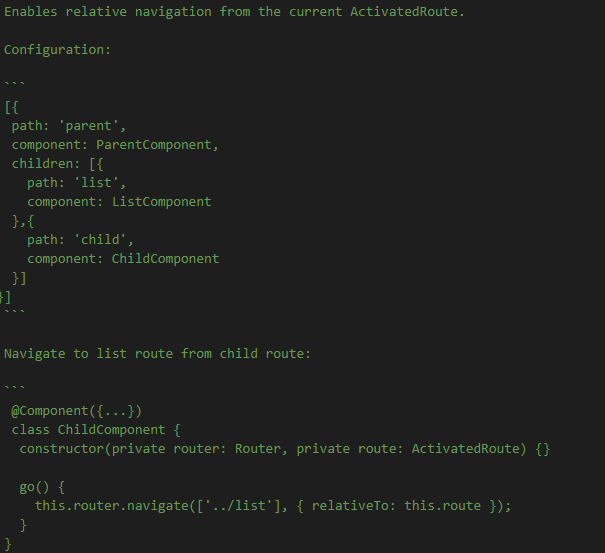 Enables relative navigation from the current ActivatedRoute.

Configuration:

```
[{
 path: 'parent',
 component: ParentComponent,
 children: [{
   path: 'list',
   component: ListComponent
 },{
   path: 'child',
   component: ChildComponent
 }]
}]
```

Navigate to list route from child route:

```
 @Component({...})
 class ChildComponent {
  constructor(private router: Router, private route: ActivatedRoute) {}

  go() {
    this.router.navigate(['../list'], { relativeTo: this.route });
  }
}